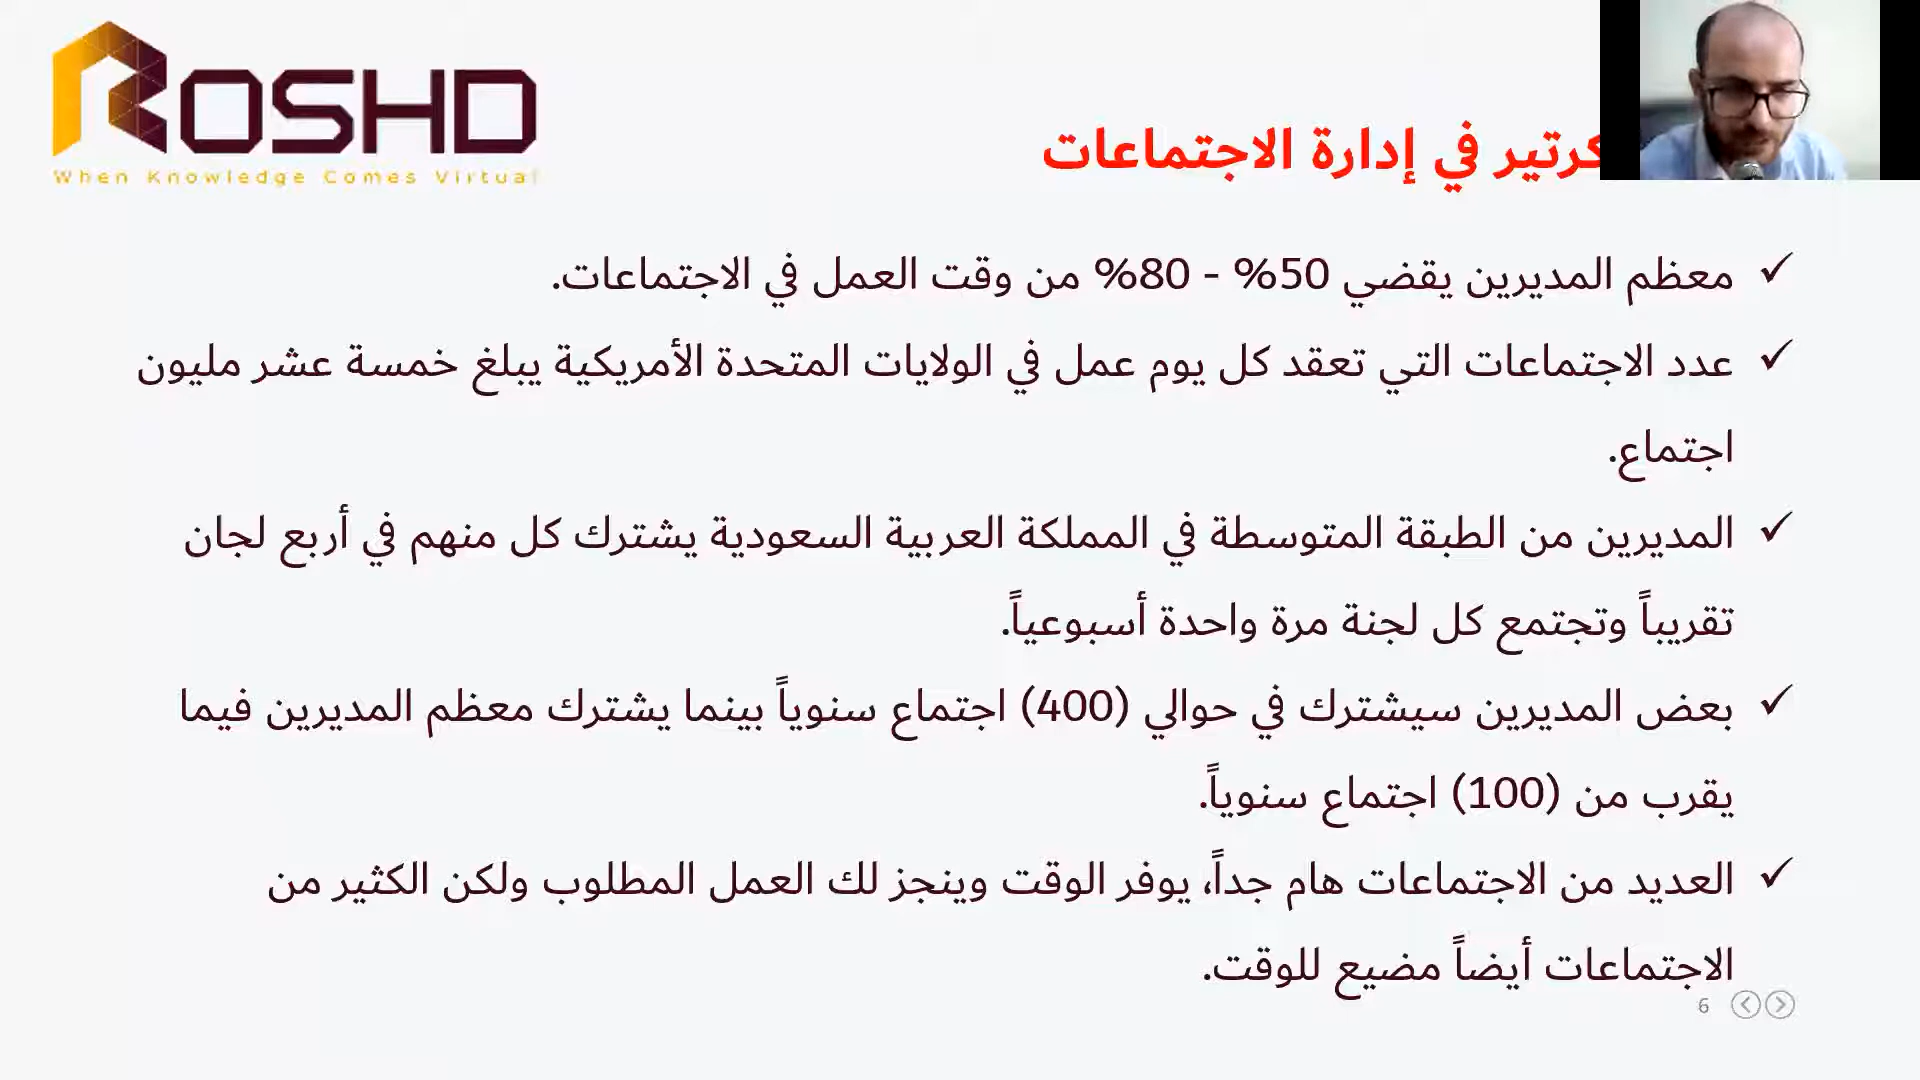 ROSHD
When Knowledge Comes Virtual
في إدارة الاجتماعات
معظم المديرين يقضي 50% - 80% من وقت العمل في الاجتماعات.
عدد الاجتماعات التي تعقد كل يوم عمل في الولايات المتحدة الأمريكية يبلغ خمسة عشر مليون
اجتماع.
المديرين من الطبقة المتوسطة في المملكة العربية السعودية يشترك كل منهم في أربع لجان
تقريباً وتجتمع كل لجنة مرة واحدة أسبوعياً.
بعض المديرين سيشترك في حوالي (400) اجتماع سنوياً بينما يشترك معظم المديرين فيما
يقرب من (100) اجتماع سنوياً.
العديد من الاجتماعات هام جداً، يوفر الوقت وينجز لك العمل المطلوب ولكن الكثير من
الاجتماعات أيضاً مضيع للوقت.
6